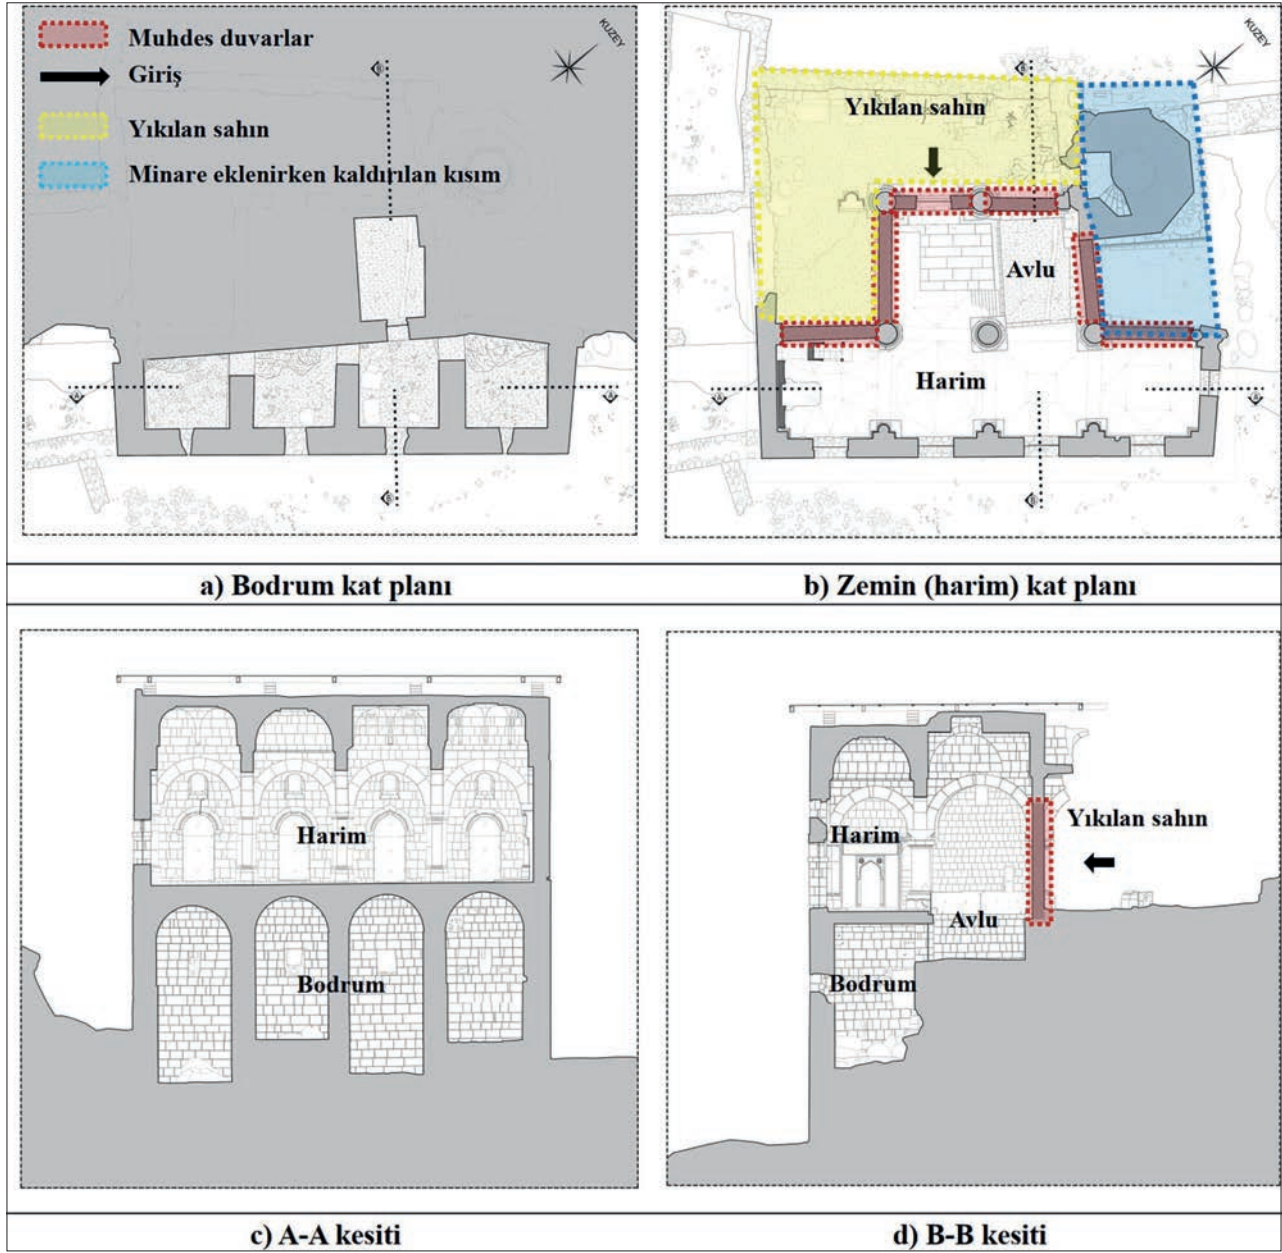 Muhdes duvarlar
Giriş
Yıkılan sahın
Minare eklenirken kaldırılan kısım
KUZEY
B
A
A
B
a) Bodrum kat planı
KUZEY
B
Yıkılan sahın
Avlu
Harim
A
A
B
b) Zemin (harim) kat planı
Harim
Bodrum
c) A-A kesiti
Yıkılan sahın
Harim
Avlu
Bodrum
d) B-B kesiti